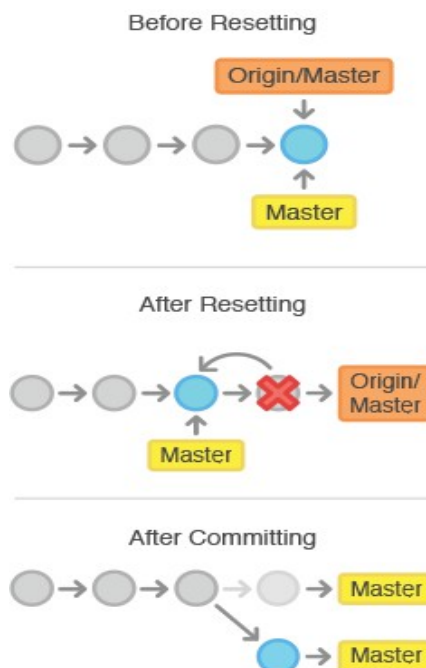 Before Resetting
Origin/Master
Master
After Resetting
Origin/
Master
Master
After Committing
Master
Master